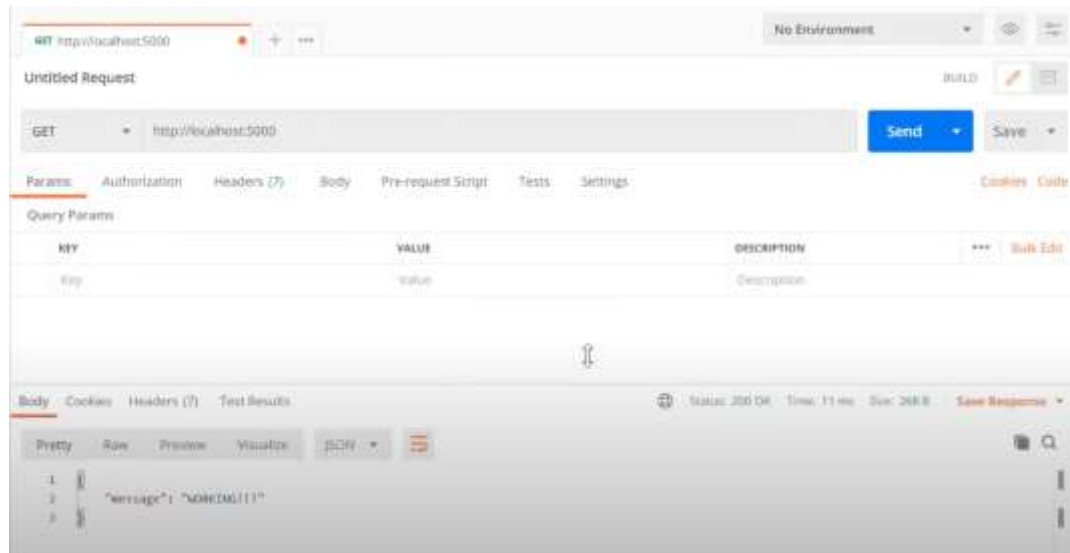 GET http://localhost:5000 + ••• No Environment
Untitled Request BUILD
GET http://localhost:5000 Send Save
Params Authorization Headers (7) Body Pre-request Script Tests Settings Cookies Code
Query Params
KEY VALUE DESCRIPTION ••• Bulk Edit
Key Value Description
Body Cookies Headers (7) Test Results Status: 200 OK Time: 11 ms Size: 268 B Save Response
Pretty Raw Preview Visualize JSON
1 {
2 "message": "WORKING!!!"
3 }